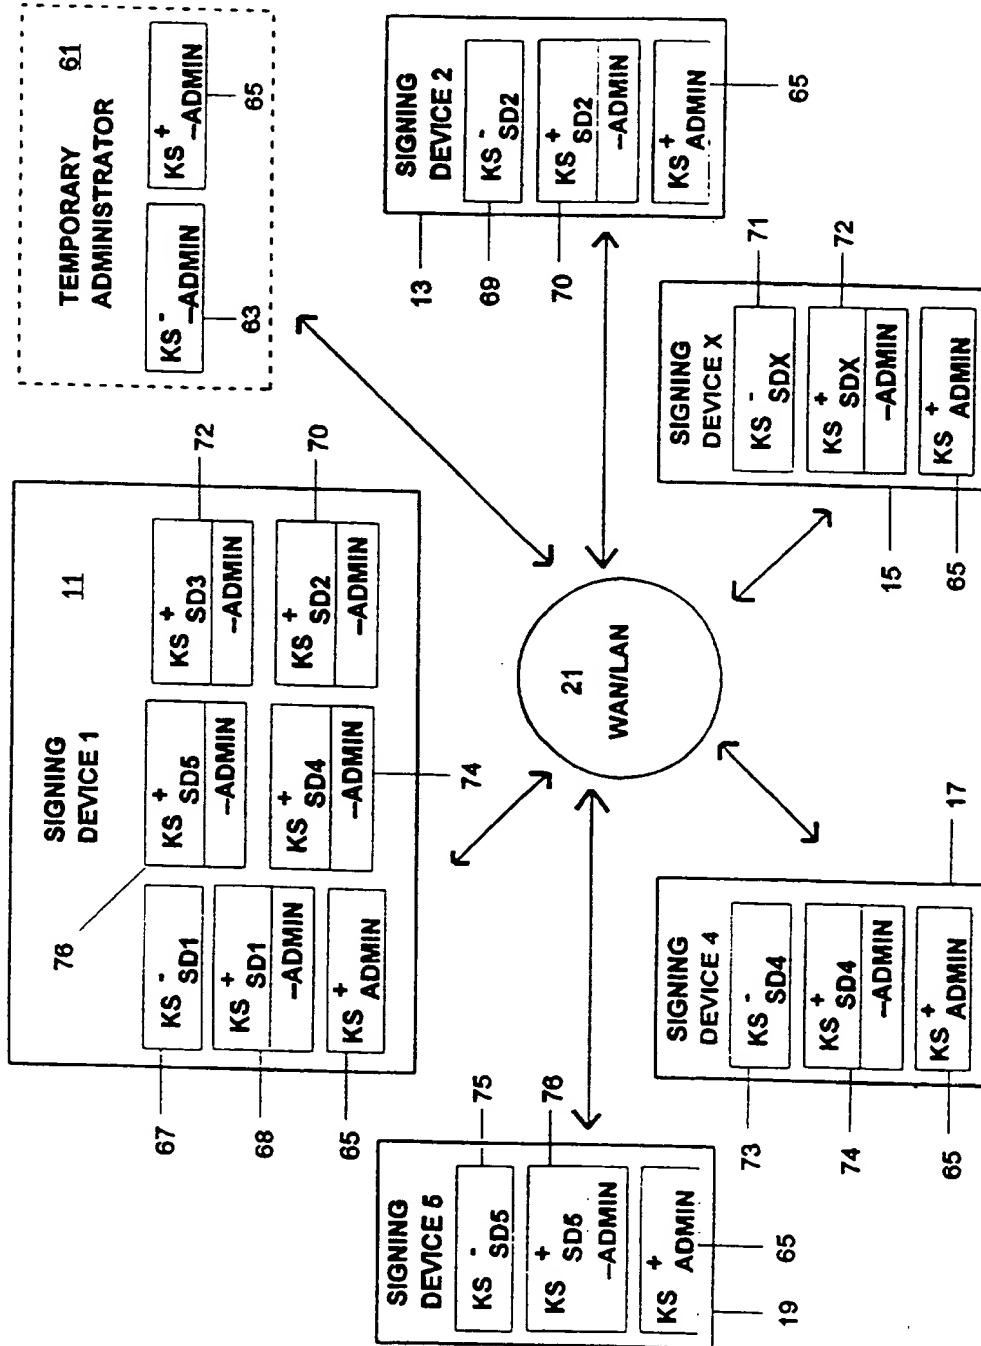 TEMPORARY
ADMINISTRATOR
61
KS - –ADMIN
KS + –ADMIN
63
65
SIGNING
DEVICE 1
11
KS - SD1
KS + SD1
–ADMIN
KS + ADMIN
KS + SD5
–ADMIN
KS + SD4
–ADMIN
KS + SD3
–ADMIN
KS + SD2
–ADMIN
67
68
65
76
74
72
70
SIGNING
DEVICE 2
KS - SD2
KS + SD2
–ADMIN
KS + ADMIN
13
69
70
65
21
WAN/LAN
SIGNING
DEVICE 5
KS - SD5
KS + SD5
–ADMIN
KS + ADMIN
75
76
65
19
SIGNING
DEVICE 4
KS - SD4
KS + SD4
–ADMIN
KS + ADMIN
73
74
65
17
SIGNING
DEVICE X
KS - SDX
KS + SDX
–ADMIN
KS + ADMIN
71
72
15
65